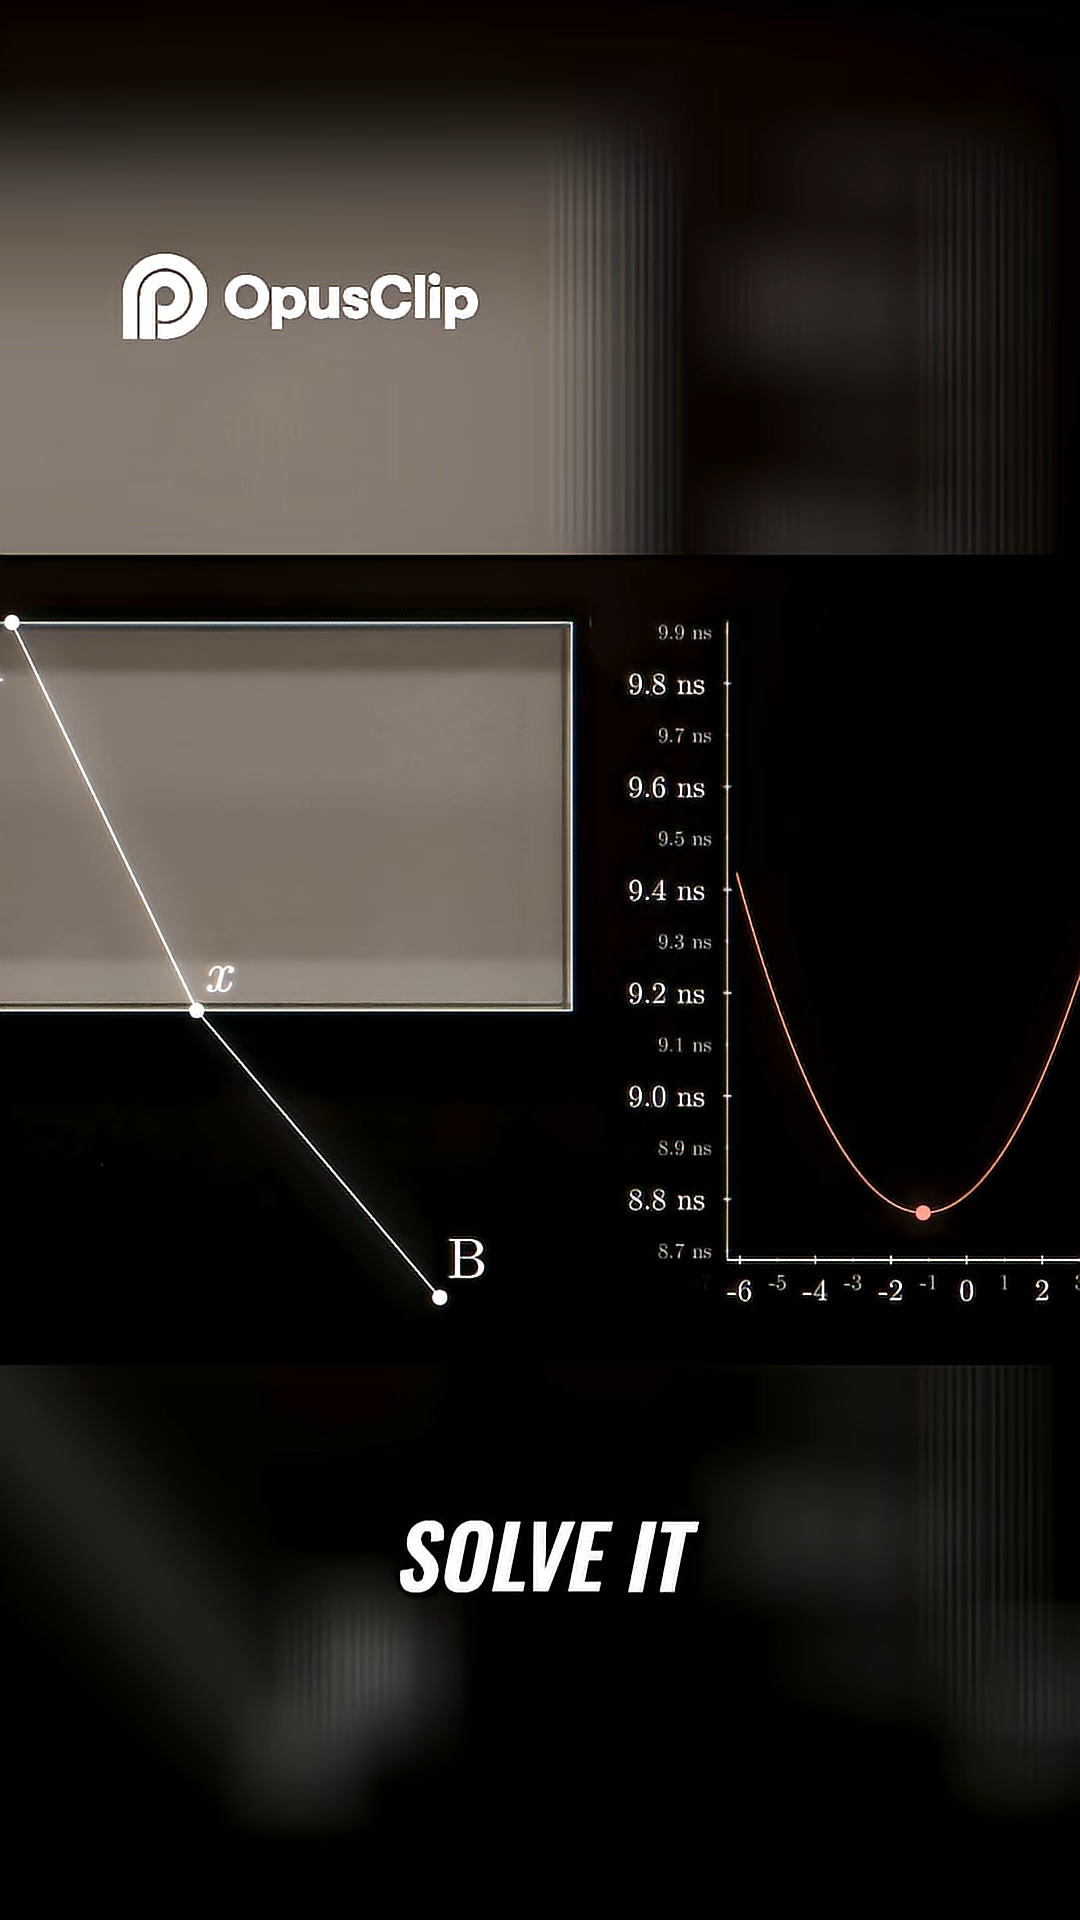 OpusClip
9.9 ns
9.8 ns
9.7 ns
9.6 ns
9.5 ns
9.4 ns
9.3 ns
x
9.2 ns
9.1 ns
9.0 ns
8.9 ns
8.8 ns
B
8.7 ns
-7 -6 -5 -4 -3 -2 -1 0 1 2
SOLVE IT